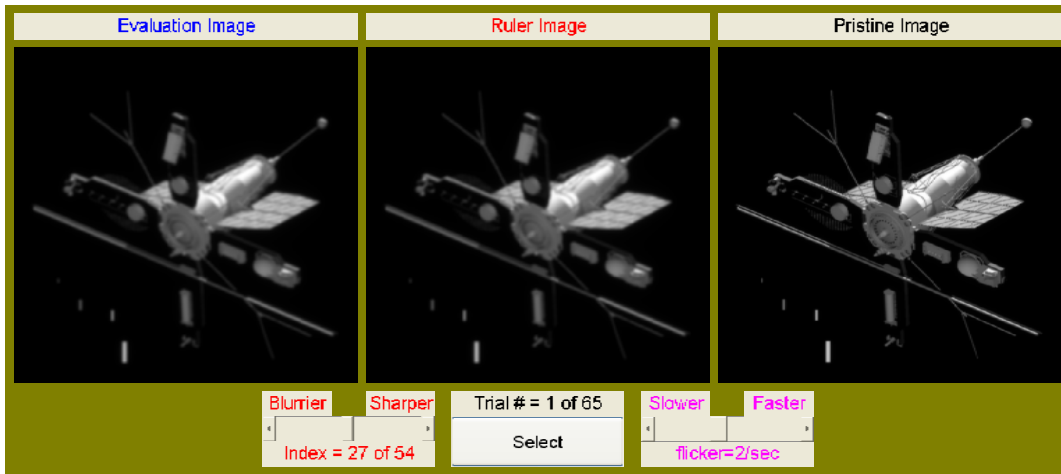 Evaluation Image
Ruler Image
Pristine Image
Blurrier
Sharper
Index = 27 of 54
Trial # = 1 of 65
Select
Slower
Faster
flicker=2/sec